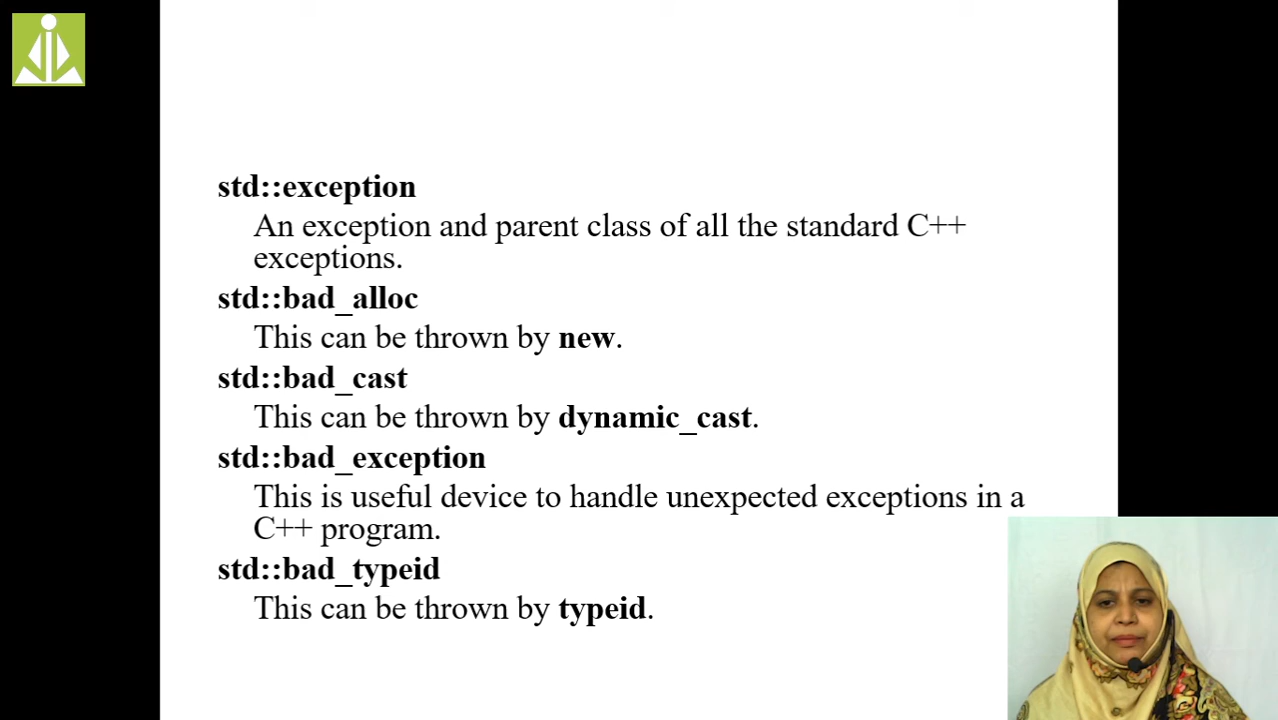 std::exception
An exception and parent class of all the standard C++
exceptions.
std::bad_alloc
This can be thrown by new.
std::bad_cast
This can be thrown by dynamic_cast.
std::bad_exception
This is useful device to handle unexpected exceptions in a
C++ program.
std::bad_typeid
This can be thrown by typeid.